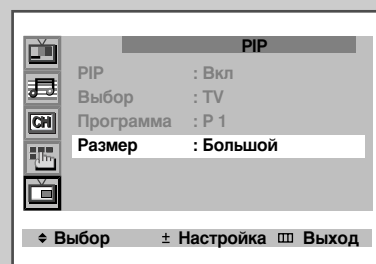 PIP
PIP : Вкл
Выбор : TV
CH
Программа : P 1
Размер : Большой
Выбор ± Настройка Выход